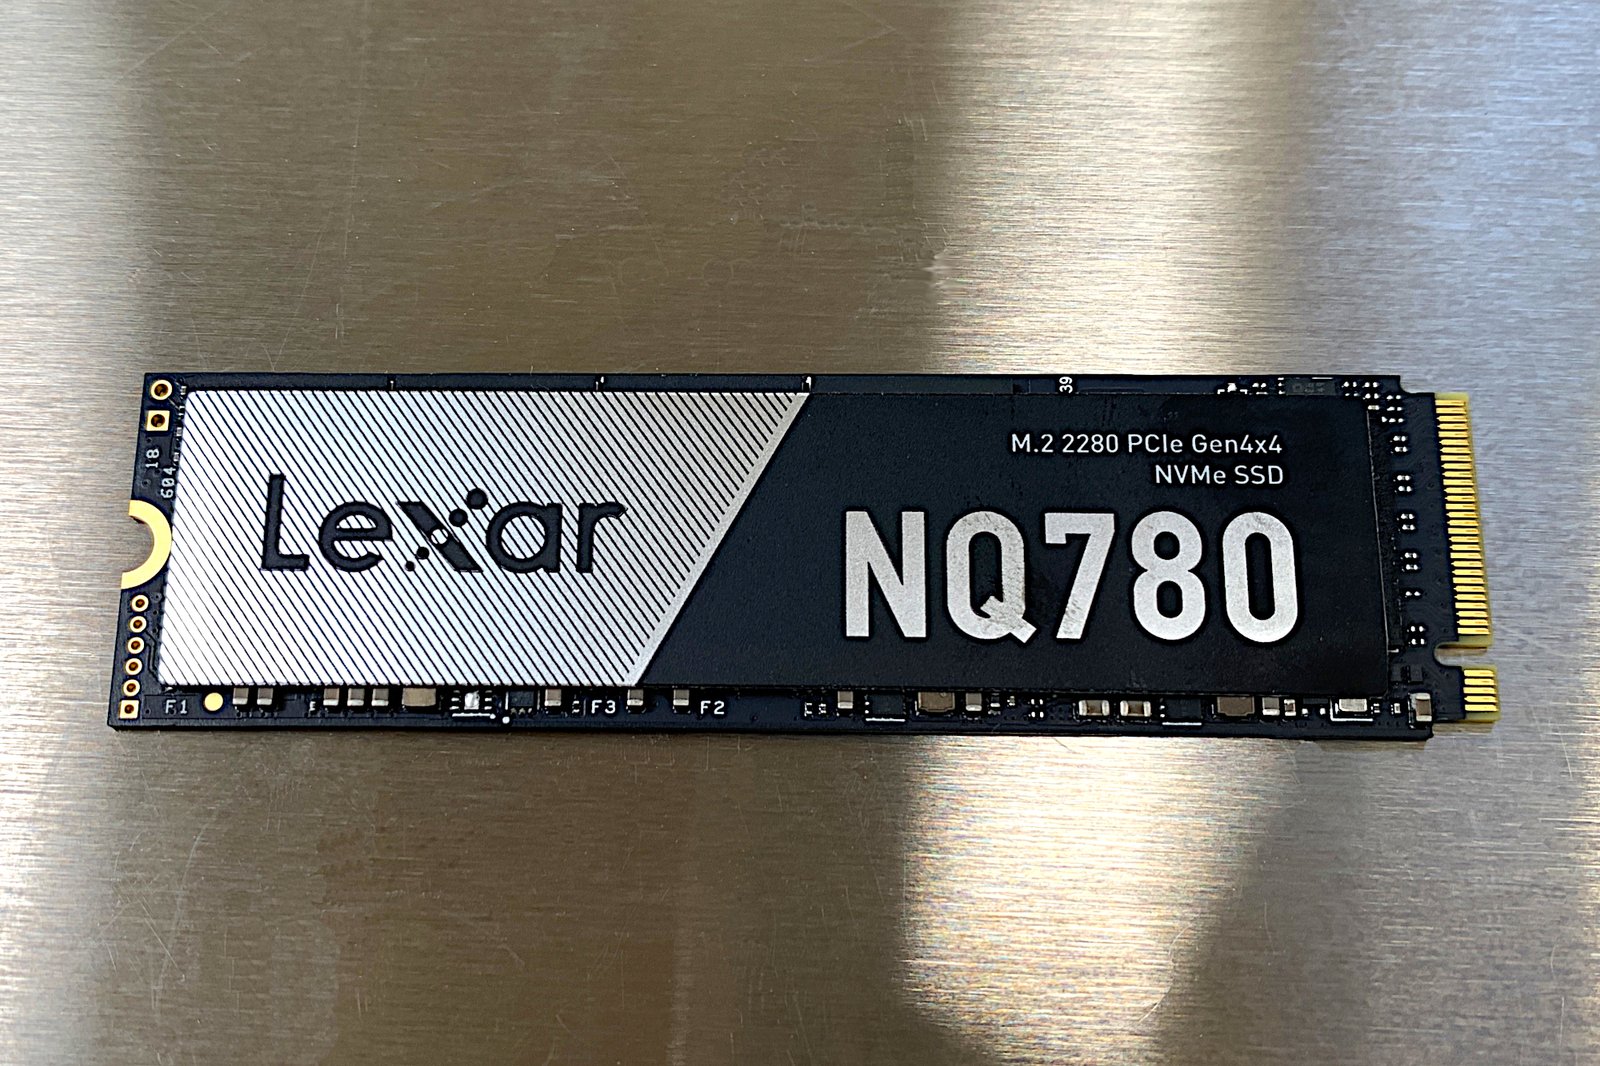 39
M.2 2280 PCIe Gen4x4
NVMe SSD
18
604
Lexar
NQ780
F1
F3
F2